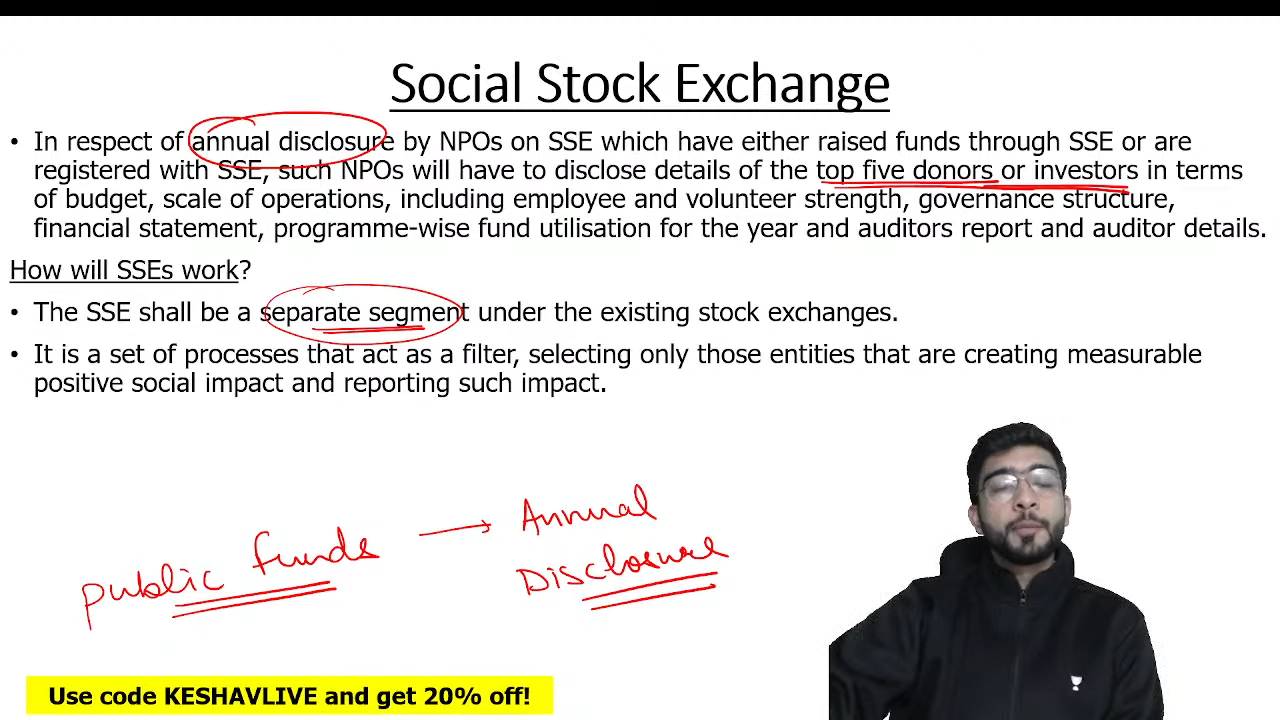 Social Stock Exchange
• In respect of annual disclosure by NPOs on SSE which have either raised funds through SSE or are
registered with SSE, such NPOs will have to disclose details of the top five donors or investors in terms
of budget, scale of operations, including employee and volunteer strength, governance structure,
financial statement, programme-wise fund utilisation for the year and auditors report and auditor details.
How will SSEs work?
• The SSE shall be a separate segment under the existing stock exchanges.
• It is a set of processes that act as a filter, selecting only those entities that are creating measurable
positive social impact and reporting such impact.
public funds → Annual
Disclosure
Use code KESHAVLIVE and get 20% off!